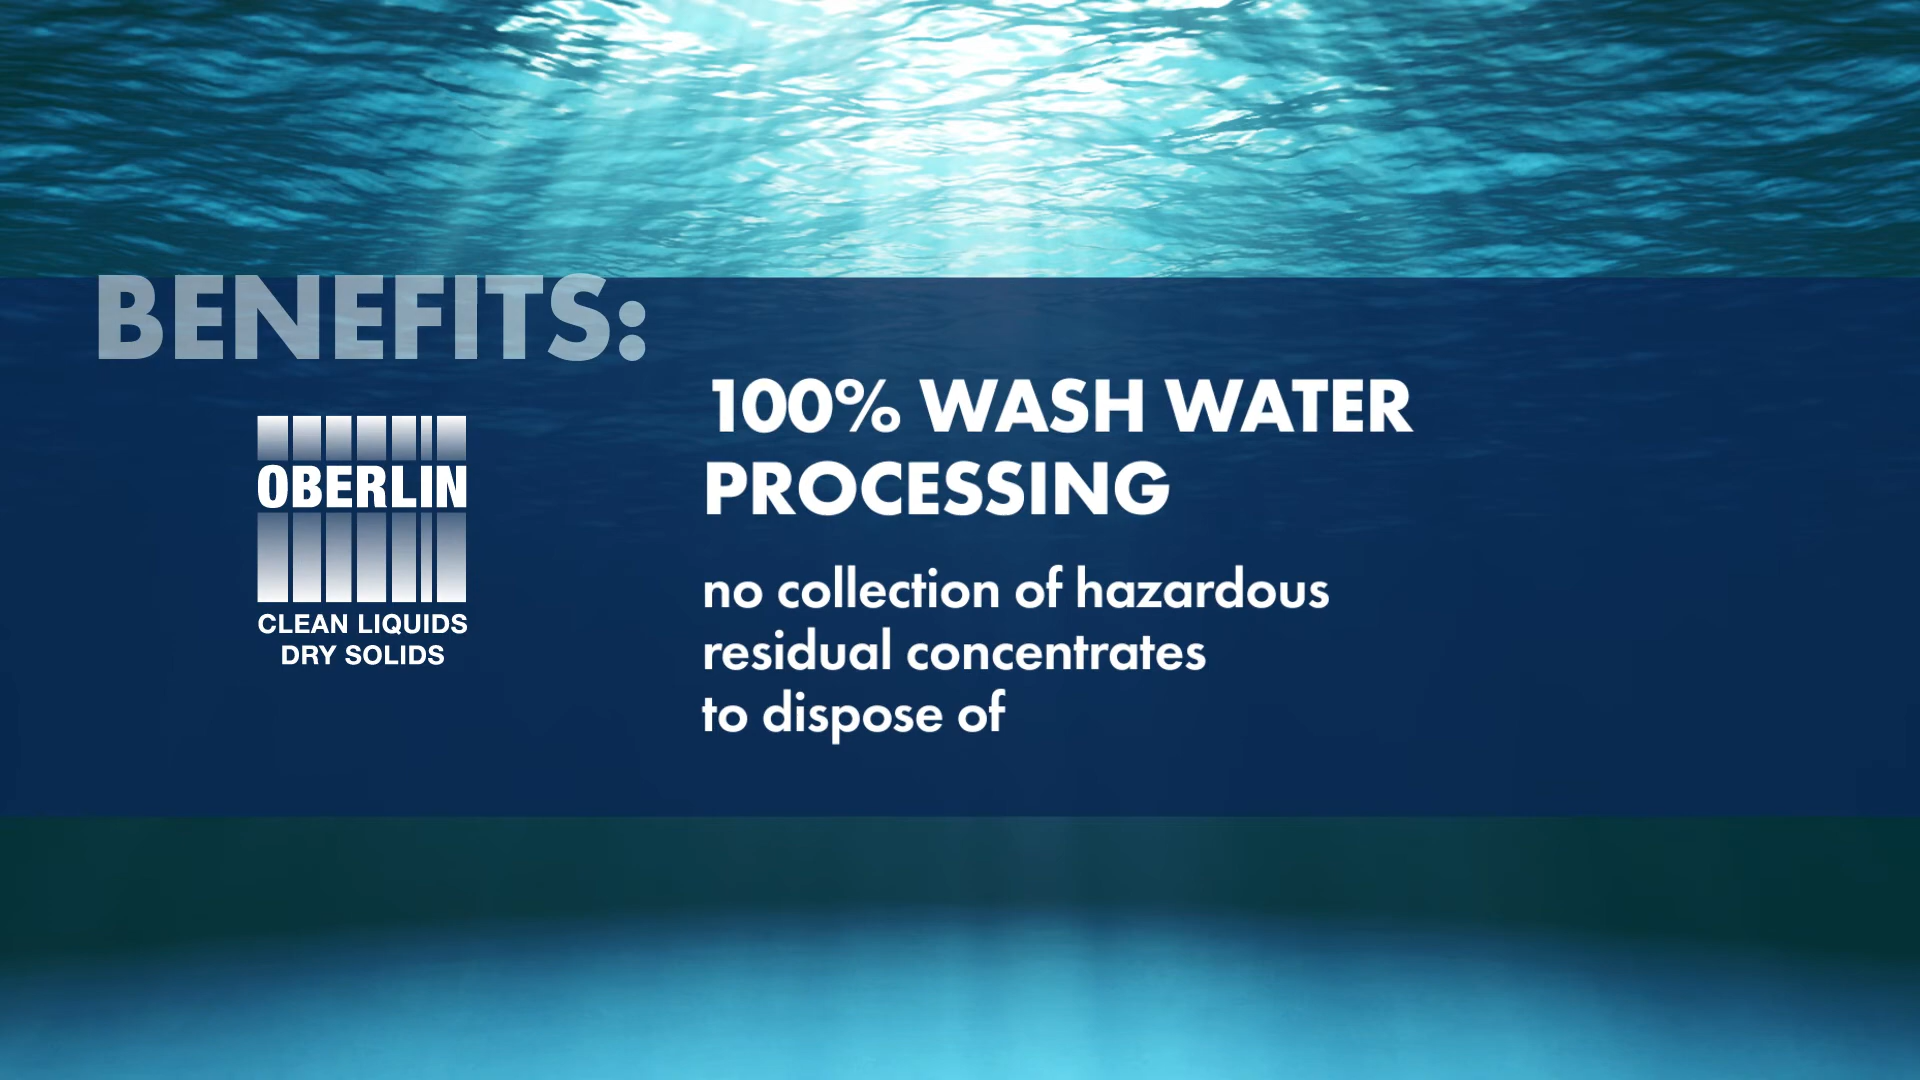 BENEFITS:
OBERLIN
CLEAN LIQUIDS
DRY SOLIDS
100% WASH WATER
PROCESSING
no collection of hazardous
residual concentrates
to dispose of